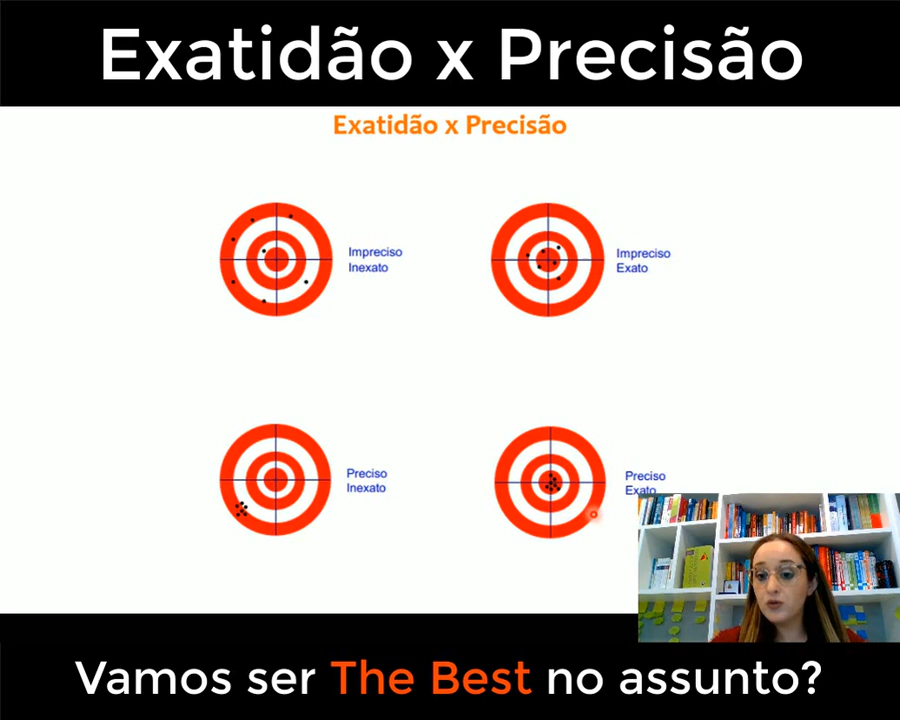 Exatidão x Precisão
Exatidão x Precisão
Impreciso
Inexato
Impreciso
Exato
Preciso
Inexato
Preciso
Exato
Vamos ser The Best no assunto?